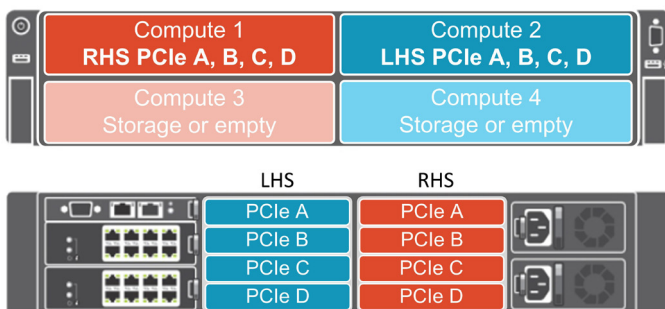 Compute 1
RHS PCIe A, B, C, D
Compute 2
LHS PCIe A, B, C, D
Compute 3
Storage or empty
Compute 4
Storage or empty
LHS
RHS
PCIe A
PCIe A
PCIe B
PCIe B
PCIe C
PCIe C
PCIe D
PCIe D